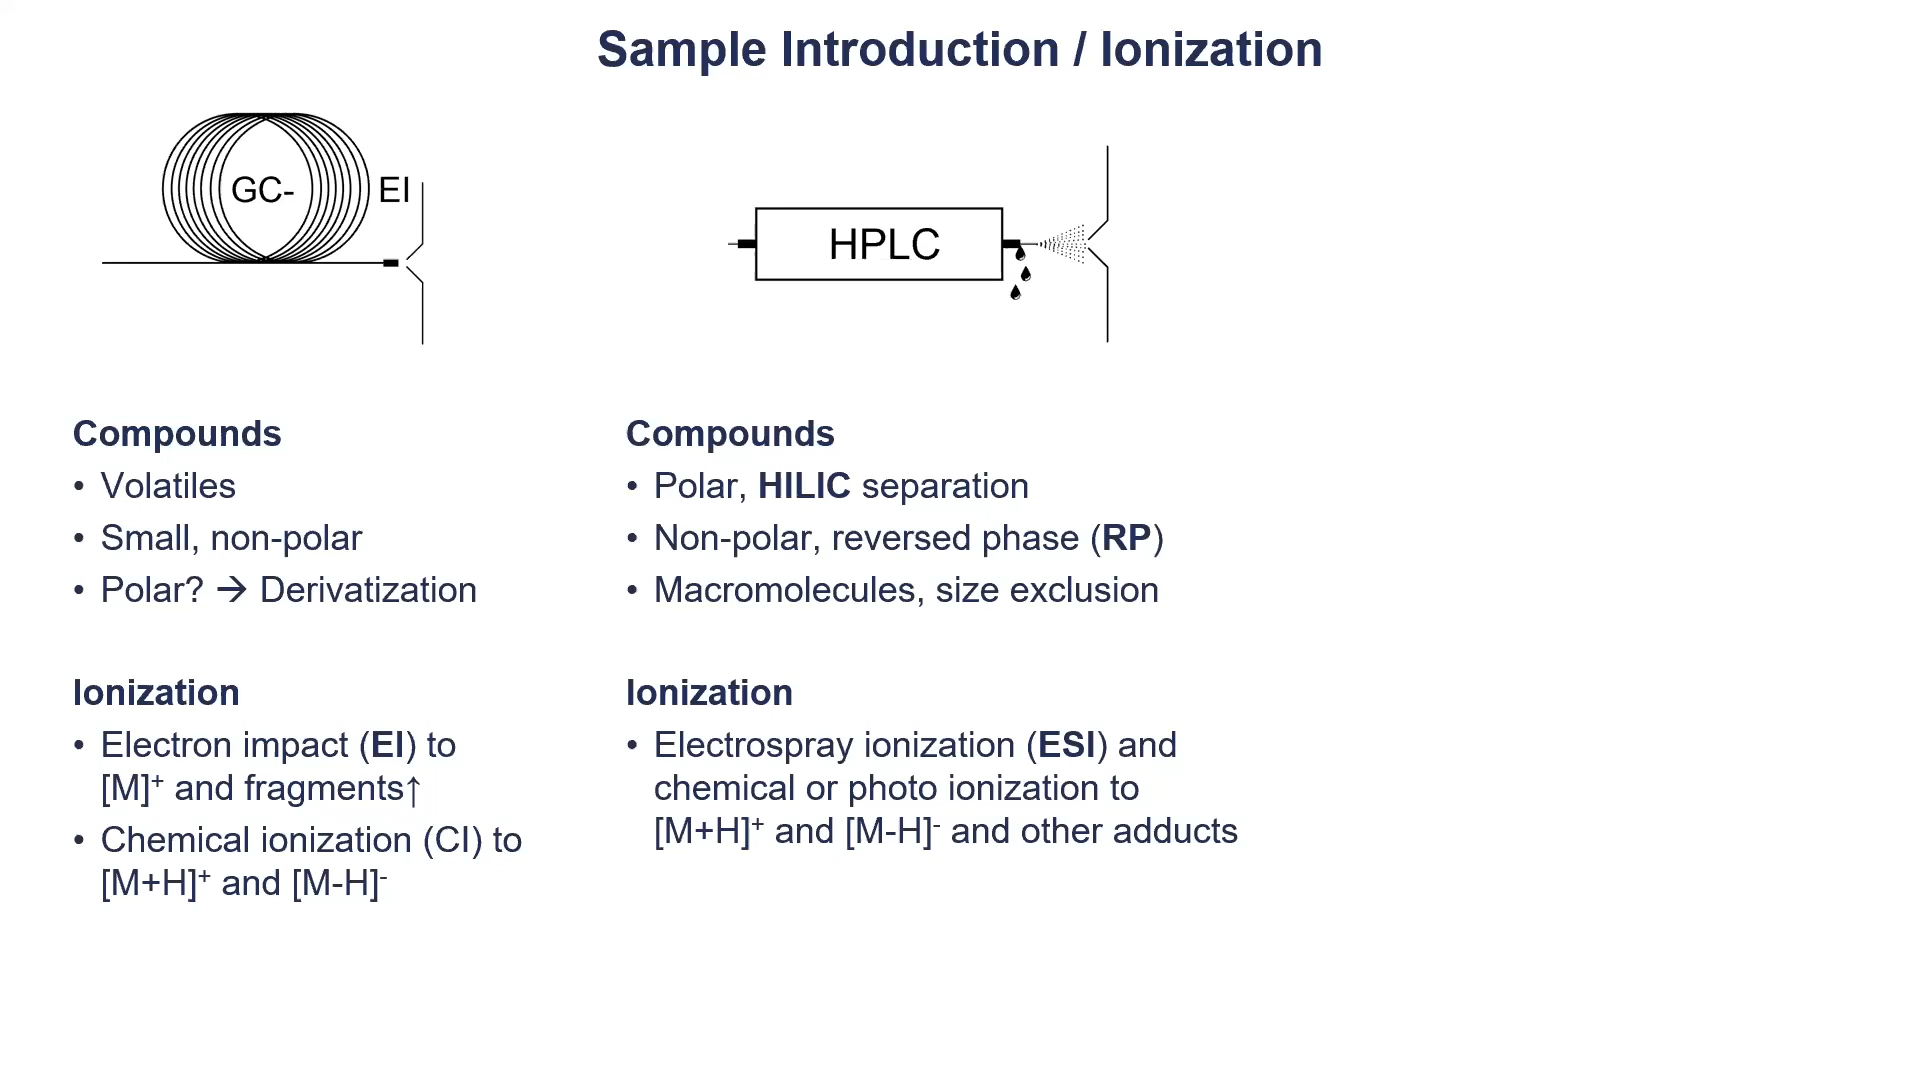 Sample Introduction / Ionization
GC-
EI
HPLC
Compounds
• Volatiles
• Small, non-polar
• Polar? → Derivatization
Ionization
• Electron impact (EI) to
[M]⁺ and fragments↑
• Chemical ionization (CI) to
[M+H]⁺ and [M-H]⁻
Compounds
• Polar, HILIC separation
• Non-polar, reversed phase (RP)
• Macromolecules, size exclusion
Ionization
• Electrospray ionization (ESI) and
chemical or photo ionization to
[M+H]⁺ and [M-H]⁻ and other adducts